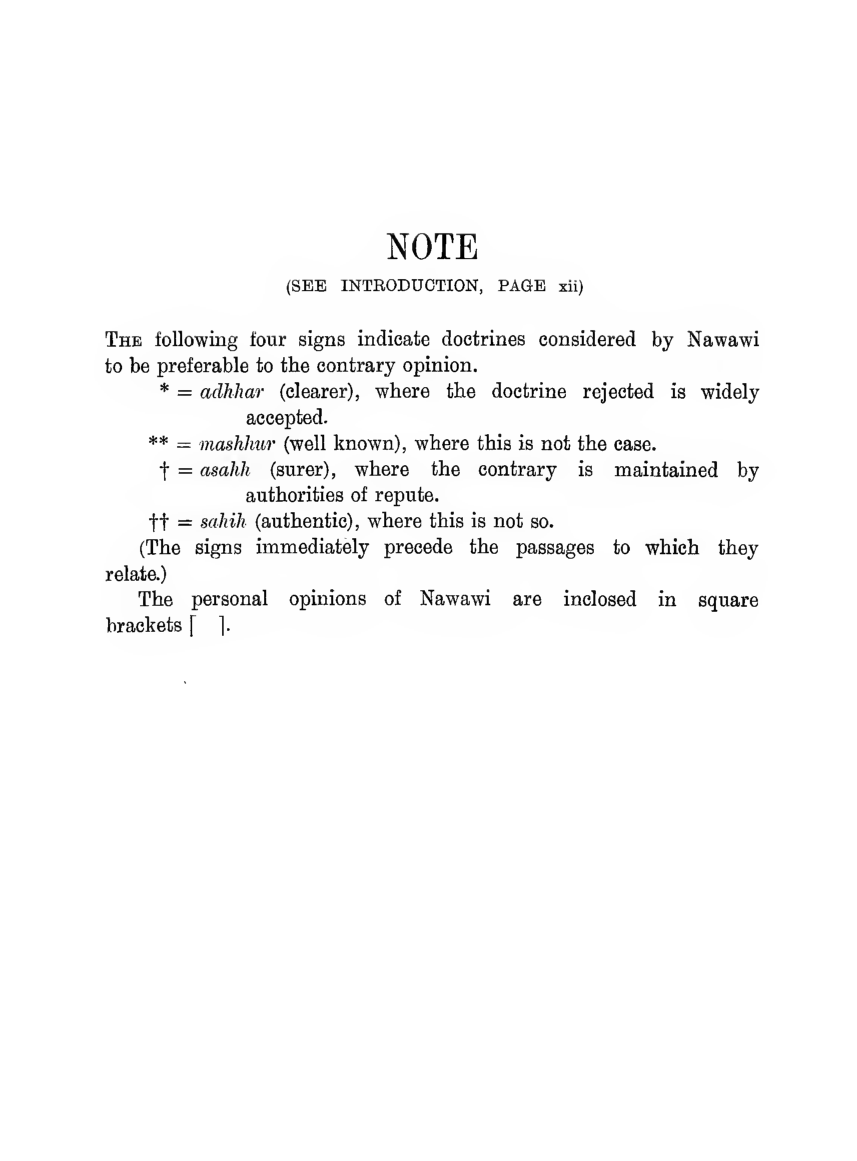 NOTE
(SEE INTRODUCTION, PAGE xii)
THE following four signs indicate doctrines considered by Nawawi
to be preferable to the contrary opinion.
* = adhhar (clearer), where the doctrine rejected is widely
accepted.
** = mashhur (well known), where this is not the case.
† = asahh (surer), where the contrary is maintained by
authorities of repute.
†† = sahih (authentic), where this is not so.
(The signs immediately precede the passages to which they
relate.)
The personal opinions of Nawawi are inclosed in square
brackets [ ].